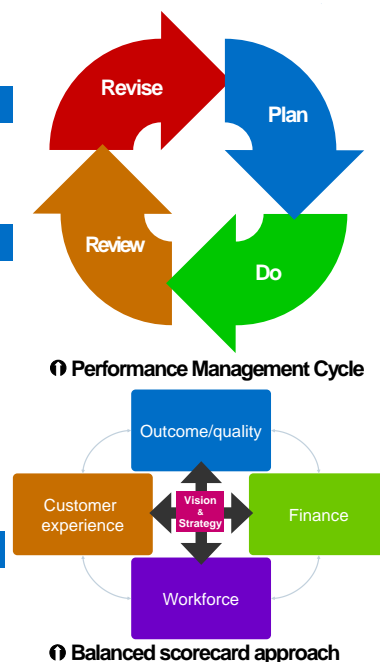 Revise
Plan
Review
Do
⬆ Performance Management Cycle
Outcome/quality
Customer
experience
Vision
&
Strategy
Finance
Workforce
⬆ Balanced scorecard approach